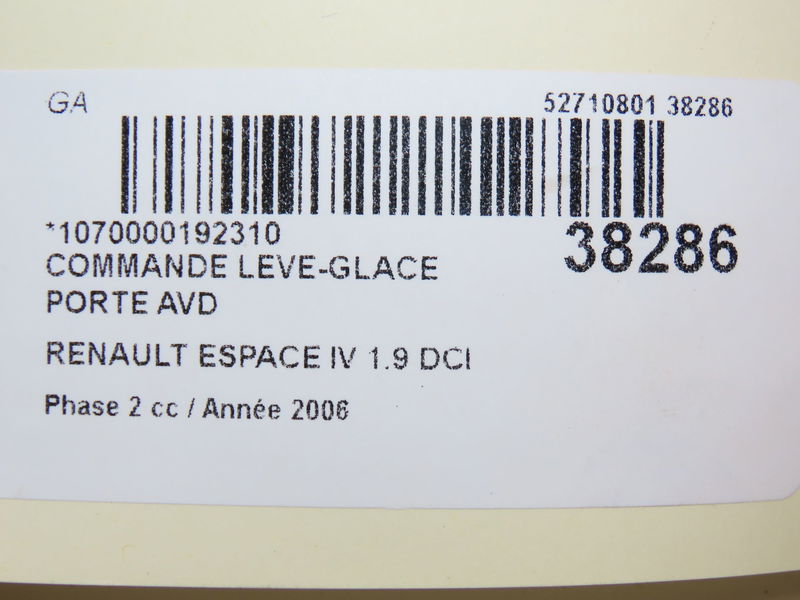 GA
52710801 38286
*1070000192310
38286
COMMANDE LEVE-GLACE
PORTE AVD
RENAULT ESPACE IV 1.9 DCI
Phase 2 cc / Année 2006